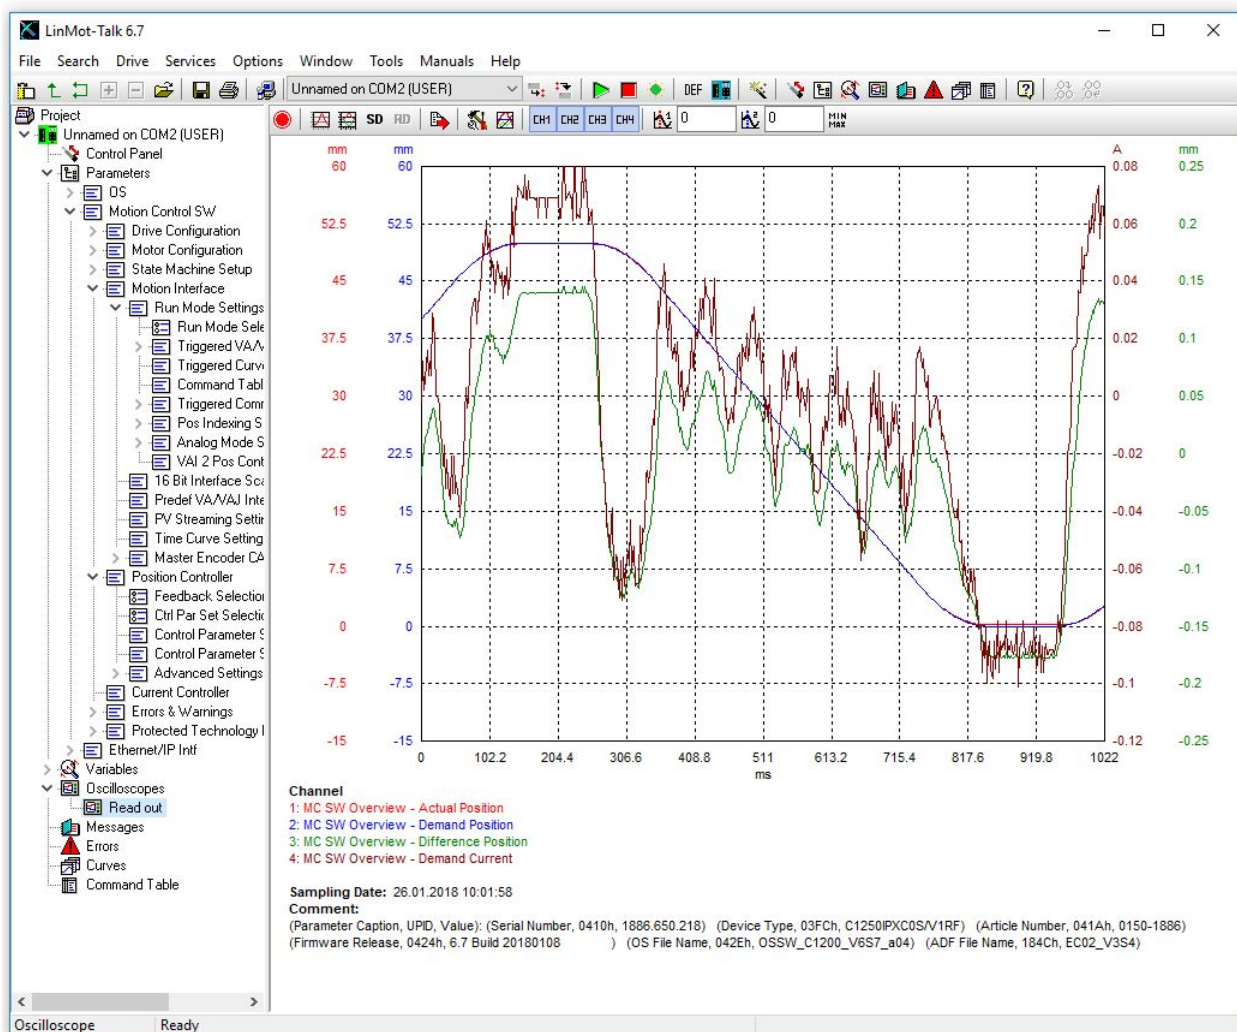 LinMot-Talk 6.7
File Search Drive Services Options Window Tools Manuals Help
Unnamed on COM2 (USER)
DEF
Project
Unnamed on COM2 (USER)
Control Panel
Parameters
OS
Motion Control SW
Drive Configuration
Motor Configuration
State Machine Setup
Motion Interface
Run Mode Settings
Run Mode Sele
Triggered VA/V
Triggered Curv
Command Tabl
Triggered Comm
Pos Indexing S
Analog Mode S
VAI 2 Pos Cont
16 Bit Interface Sca
Predef VA/VAJ Inte
PV Streaming Settin
Time Curve Setting
Master Encoder CA
Position Controller
Feedback Selection
Ctrl Par Set Selectio
Control Parameter S
Control Parameter S
Advanced Settings
Current Controller
Errors & Warnings
Protected Technology
Ethernet/IP Intf
Variables
Oscilloscopes
Read out
Messages
Errors
Curves
Command Table
SD RD CH1 CH2 CH3 CH4 1 0 2 0 MIN MAX
mm mm A mm
60 60 0.08 0.25
52.5 52.5 0.06 0.2
45 45 0.04 0.15
37.5 37.5 0.02 0.1
30 30 0 0.05
22.5 22.5 -0.02 0
15 15 -0.04 -0.05
7.5 7.5 -0.06 -0.1
0 0 -0.08 -0.15
-7.5 -7.5 -0.1 -0.2
-15 -15 -0.12 -0.25
0 102.2 204.4 306.6 408.8 511 613.2 715.4 817.6 919.8 1022
ms
Channel
1: MC SW Overview - Actual Position
2: MC SW Overview - Demand Position
3: MC SW Overview - Difference Position
4: MC SW Overview - Demand Current
Sampling Date: 26.01.2018 10:01:58
Comment:
(Parameter Caption, UPID, Value): (Serial Number, 0410h, 1886.650.218) (Device Type, 03FCh, C1250IPXC0S/V1RF) (Article Number, 041Ah, 0150-1886)
(Firmware Release, 0424h, 6.7 Build 20180108 ) (OS File Name, 042Eh, OSSW_C1200_V6S7_a04) (ADF File Name, 184Ch, EC02_V3S4)
Oscilloscope Ready